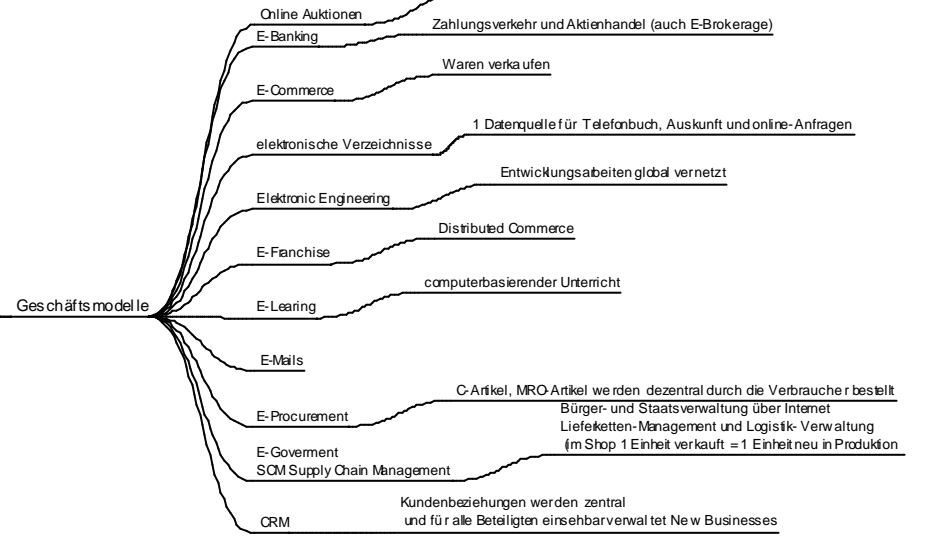 Online Auktionen
E-Banking
Zahlungsverkehr und Aktienhandel (auch E-Brokerage)
E-Commerce
Waren verkaufen
elektronische Verzeichnisse
1 Datenquelle für Telefonbuch, Auskunft und online-Anfragen
Elektronic Engineering
Entwicklungsarbeiten global vernetzt
E-Franchise
Distributed Commerce
Geschäftsmodelle
E-Learing
computerbasierender Unterricht
E-Mails
E-Procurement
C-Artikel, MRO-Artikel werden dezentral durch die Verbraucher bestellt
E-Goverment
SCM Supply Chain Management
Bürger- und Staatsverwaltung über Internet
Lieferketten-Management und Logistik- Verwaltung
(im Shop 1 Einheit verkauft = 1 Einheit neu in Produktion
CRM
Kundenbeziehungen werden zentral
und für alle Beteiligten einsehbar verwaltet New Businesses